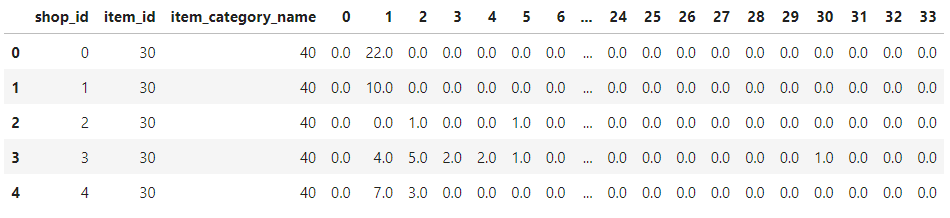 shop_id item_id item_category_name 0 1 2 3 4 5 6 ... 24 25 26 27 28 29 30 31 32 33
0 0 30 40 0.0 22.0 0.0 0.0 0.0 0.0 0.0 ... 0.0 0.0 0.0 0.0 0.0 0.0 0.0 0.0 0.0 0.0
1 1 30 40 0.0 10.0 0.0 0.0 0.0 0.0 0.0 ... 0.0 0.0 0.0 0.0 0.0 0.0 0.0 0.0 0.0 0.0
2 2 30 40 0.0 0.0 1.0 0.0 0.0 1.0 0.0 ... 0.0 0.0 0.0 0.0 0.0 0.0 0.0 0.0 0.0 0.0
3 3 30 40 0.0 4.0 5.0 2.0 2.0 1.0 0.0 ... 0.0 0.0 0.0 0.0 0.0 0.0 1.0 0.0 0.0 0.0
4 4 30 40 0.0 7.0 3.0 0.0 0.0 0.0 0.0 ... 0.0 0.0 0.0 0.0 0.0 0.0 0.0 0.0 0.0 0.0